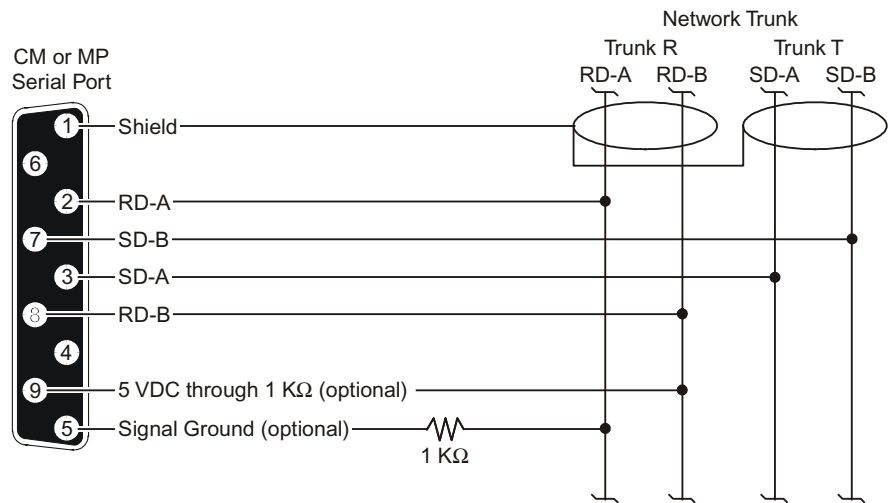 Network Trunk
Trunk R Trunk T
RD-A RD-B SD-A SD-B
CM or MP
Serial Port
1 Shield
6
2 RD-A
7 SD-B
3 SD-A
8 RD-B
4
9 5 VDC through 1 KΩ (optional)
5 Signal Ground (optional)
1 KΩ